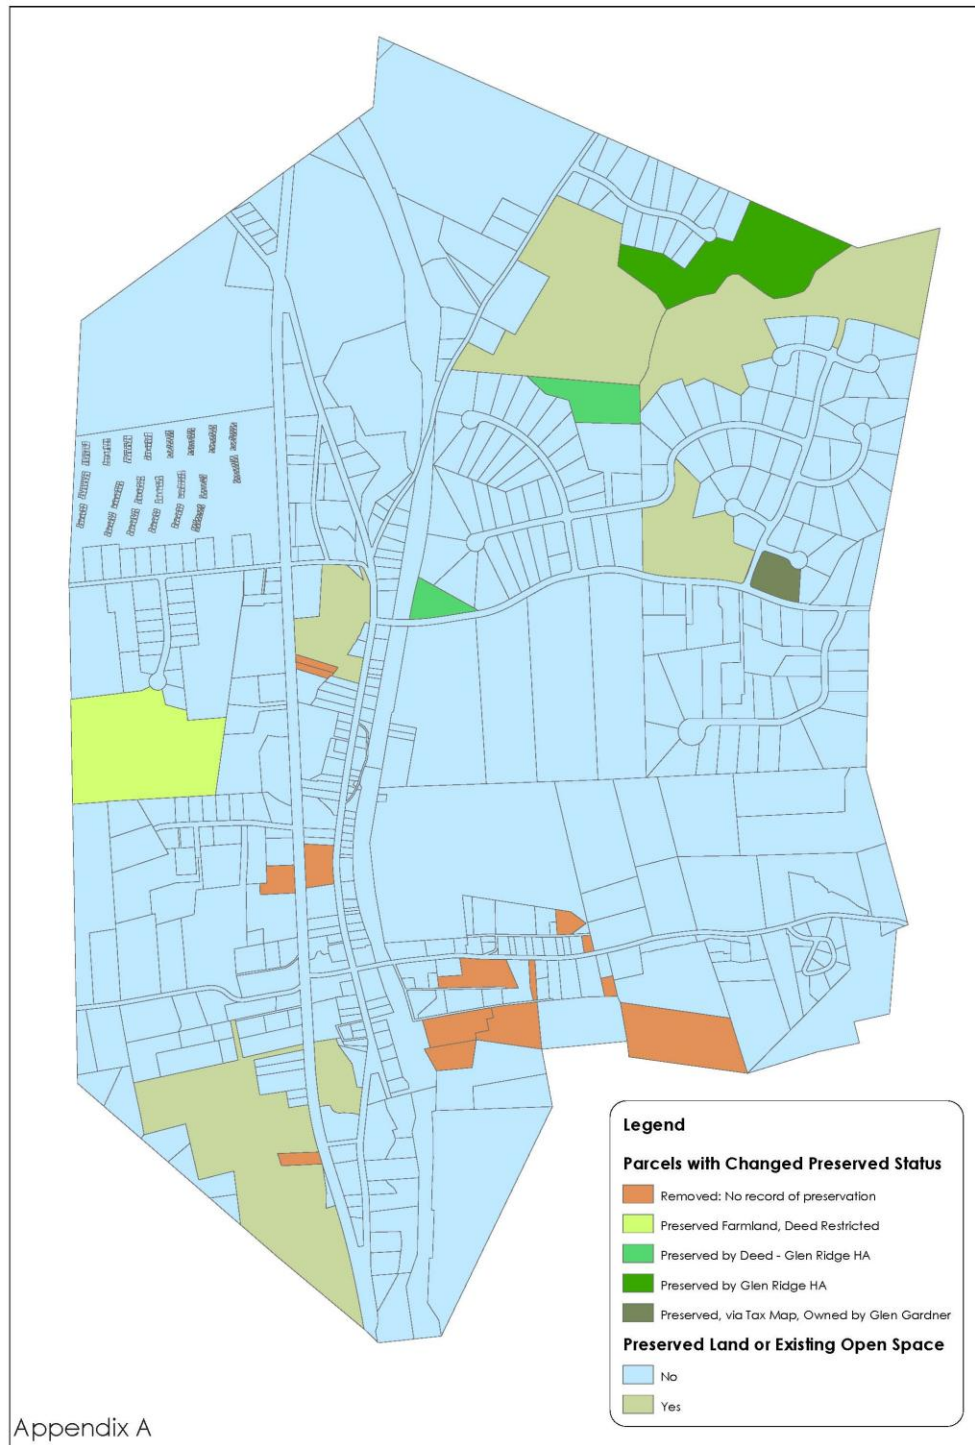 Legend
Parcels with Changed Preserved Status
Removed: No record of preservation
Preserved Farmland, Deed Restricted
Preserved by Deed - Glen Ridge HA
Preserved by Glen Ridge HA
Preserved, via Tax Map, Owned by Glen Gardner
Preserved Land or Existing Open Space
No
Yes
Appendix A